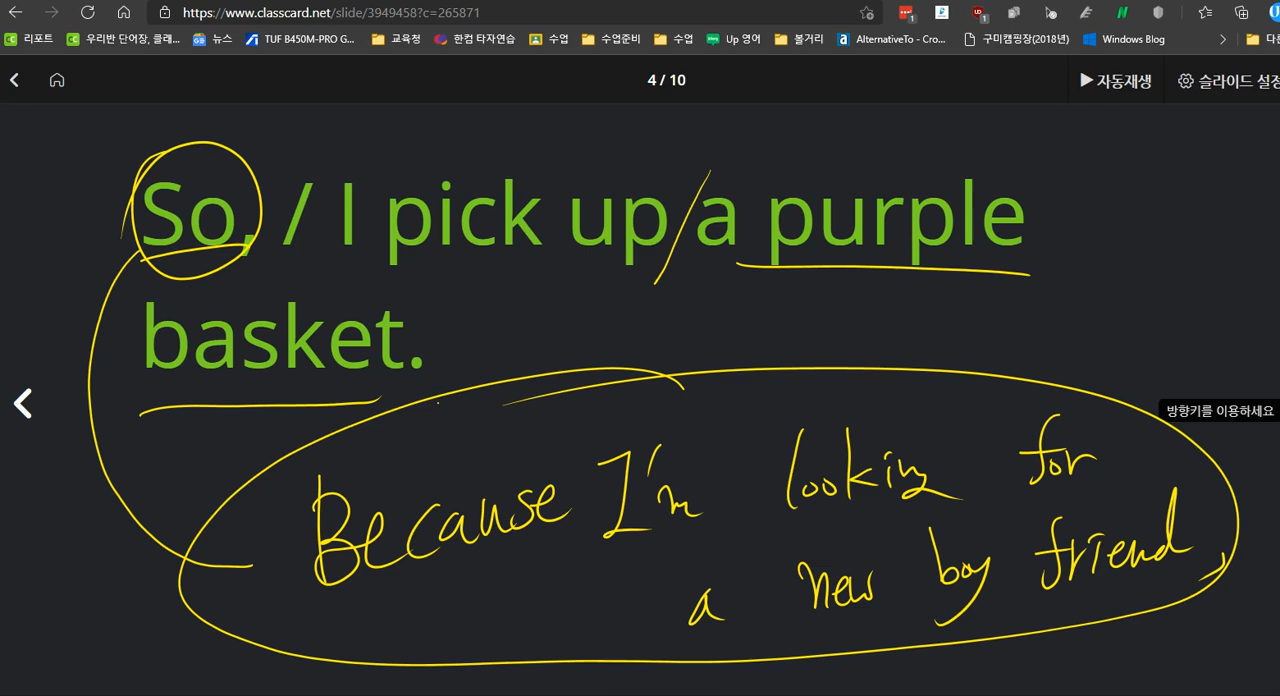 https://www.classcard.net/slide/3949458?c=265871
리포트 우리반 단어장, 클래... 뉴스 TUF B450M-PRO G... 교육청 한컴 타자연습 수업 수업준비 수업 Up 영어 볼거리 AlternativeTo - Cro... 구미캠핑장(2018년) Windows Blog 다른
4 / 10
자동재생
슬라이드 설정
So, / I pick up a purple
basket.
방향키를 이용하세요
Because I'm looking for
a new boy friend,